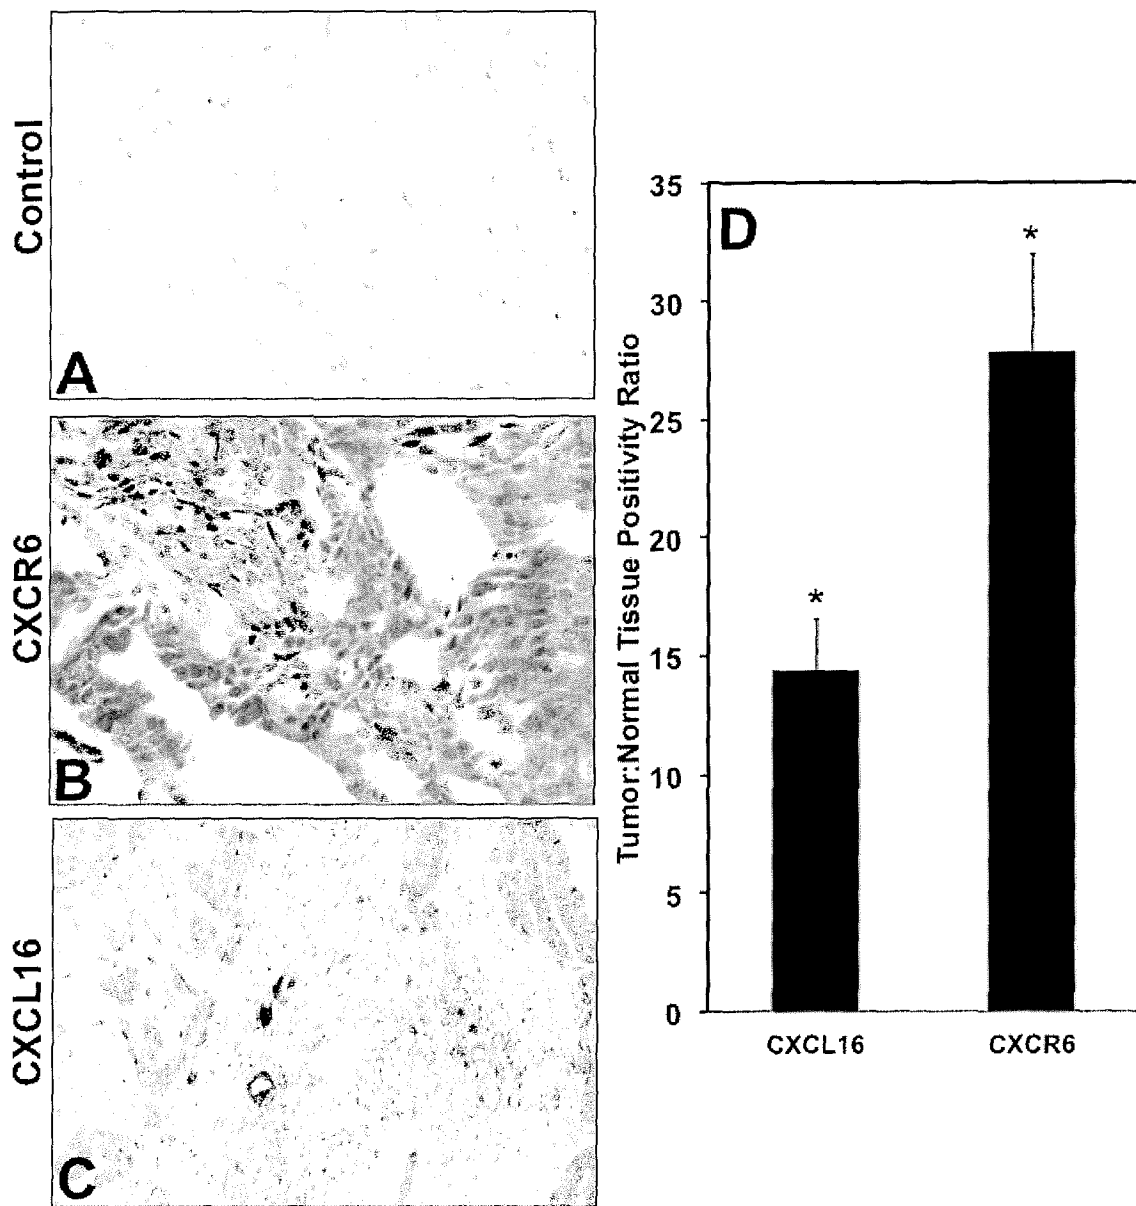 Control
A
CXCR6
B
CXCL16
C
D
Tumor:Normal Tissue Positivity Ratio
35
30
25
20
15
10
5
0
*
*
CXCL16
CXCR6